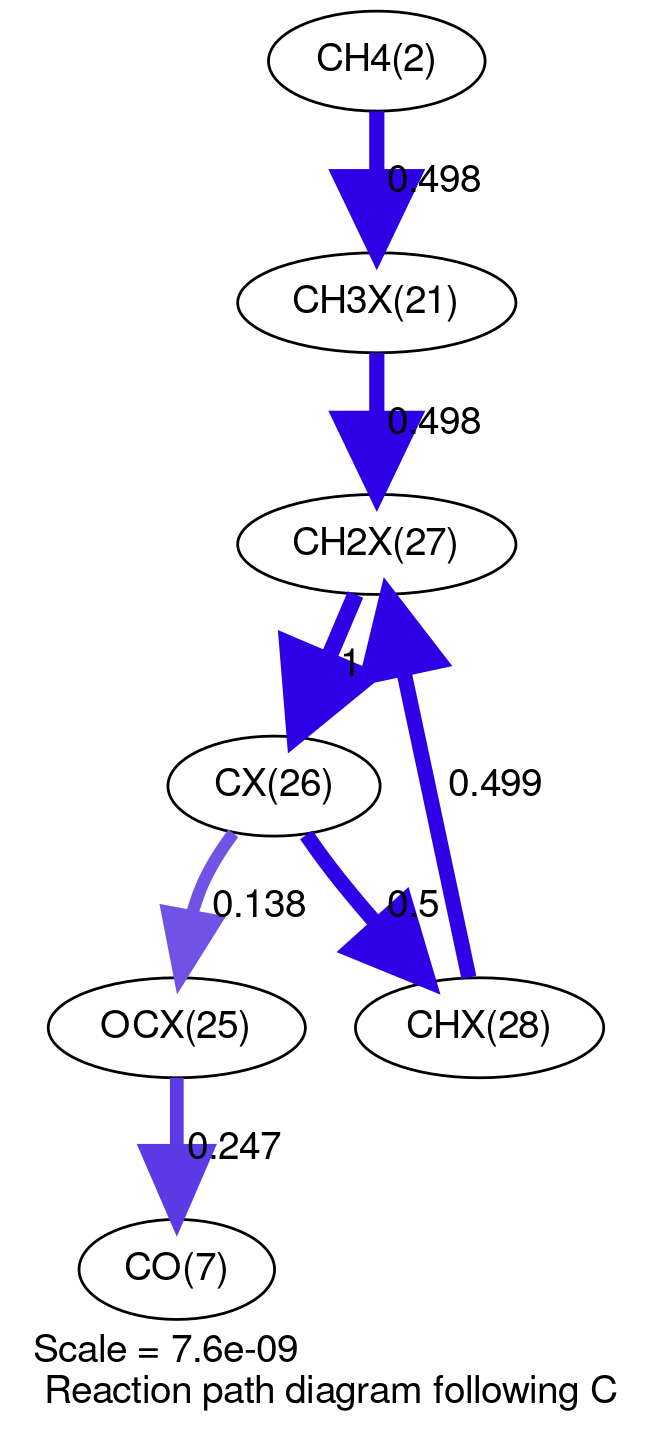 CH4(2)
0.498
CH3X(21)
0.498
CH2X(27)
1
CX(26)
0.499
0.138
0.5
OCX(25)
CHX(28)
0.247
CO(7)
Scale = 7.6e-09
Reaction path diagram following C